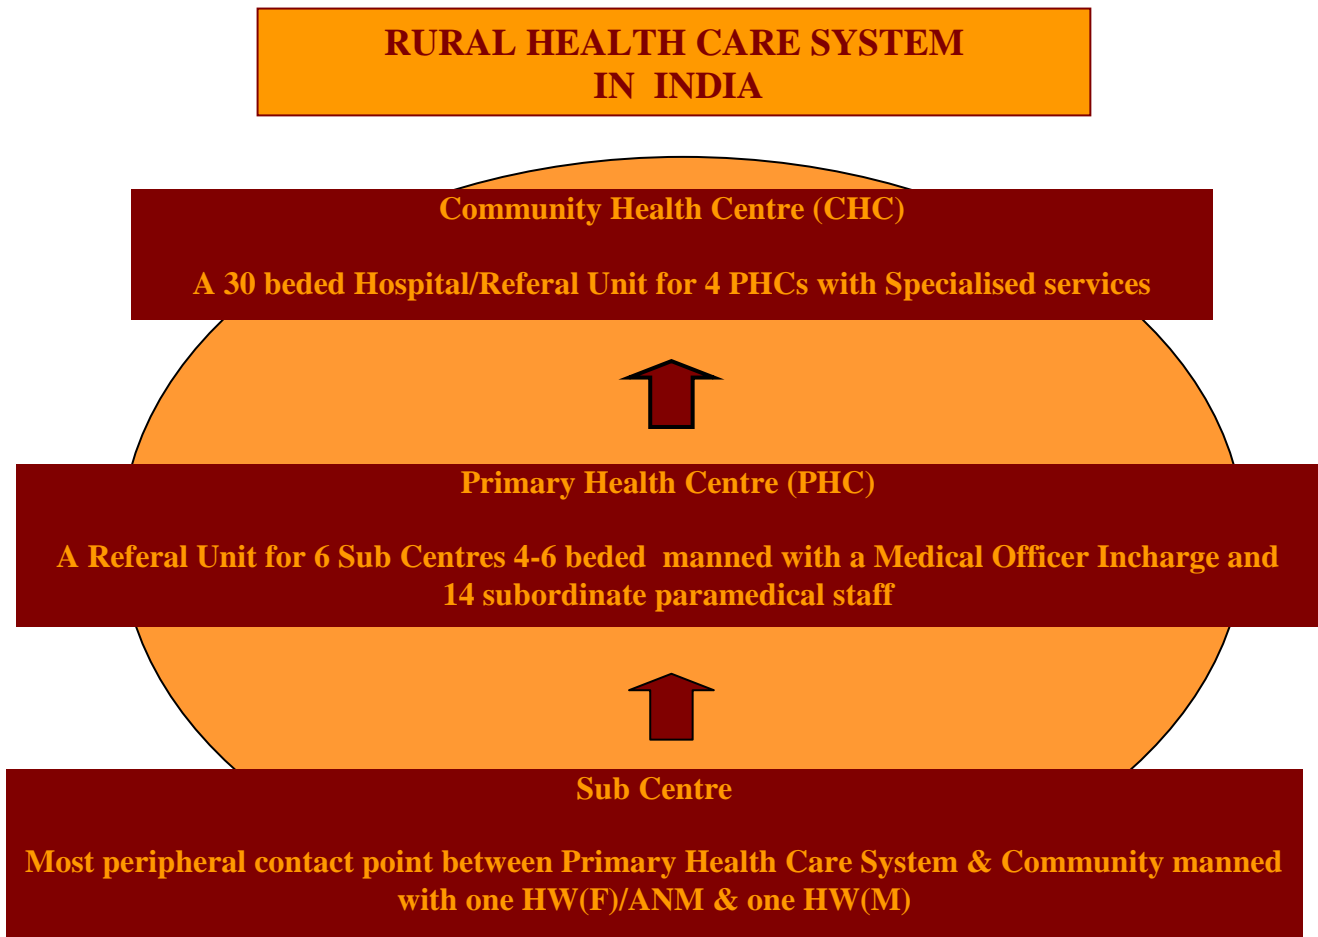 RURAL HEALTH CARE SYSTEM
IN INDIA
Community Health Centre (CHC)
A 30 beded Hospital/Referal Unit for 4 PHCs with Specialised services
Primary Health Centre (PHC)
A Referal Unit for 6 Sub Centres 4-6 beded manned with a Medical Officer Incharge and
14 subordinate paramedical staff
Sub Centre
Most peripheral contact point between Primary Health Care System & Community manned
with one HW(F)/ANM & one HW(M)